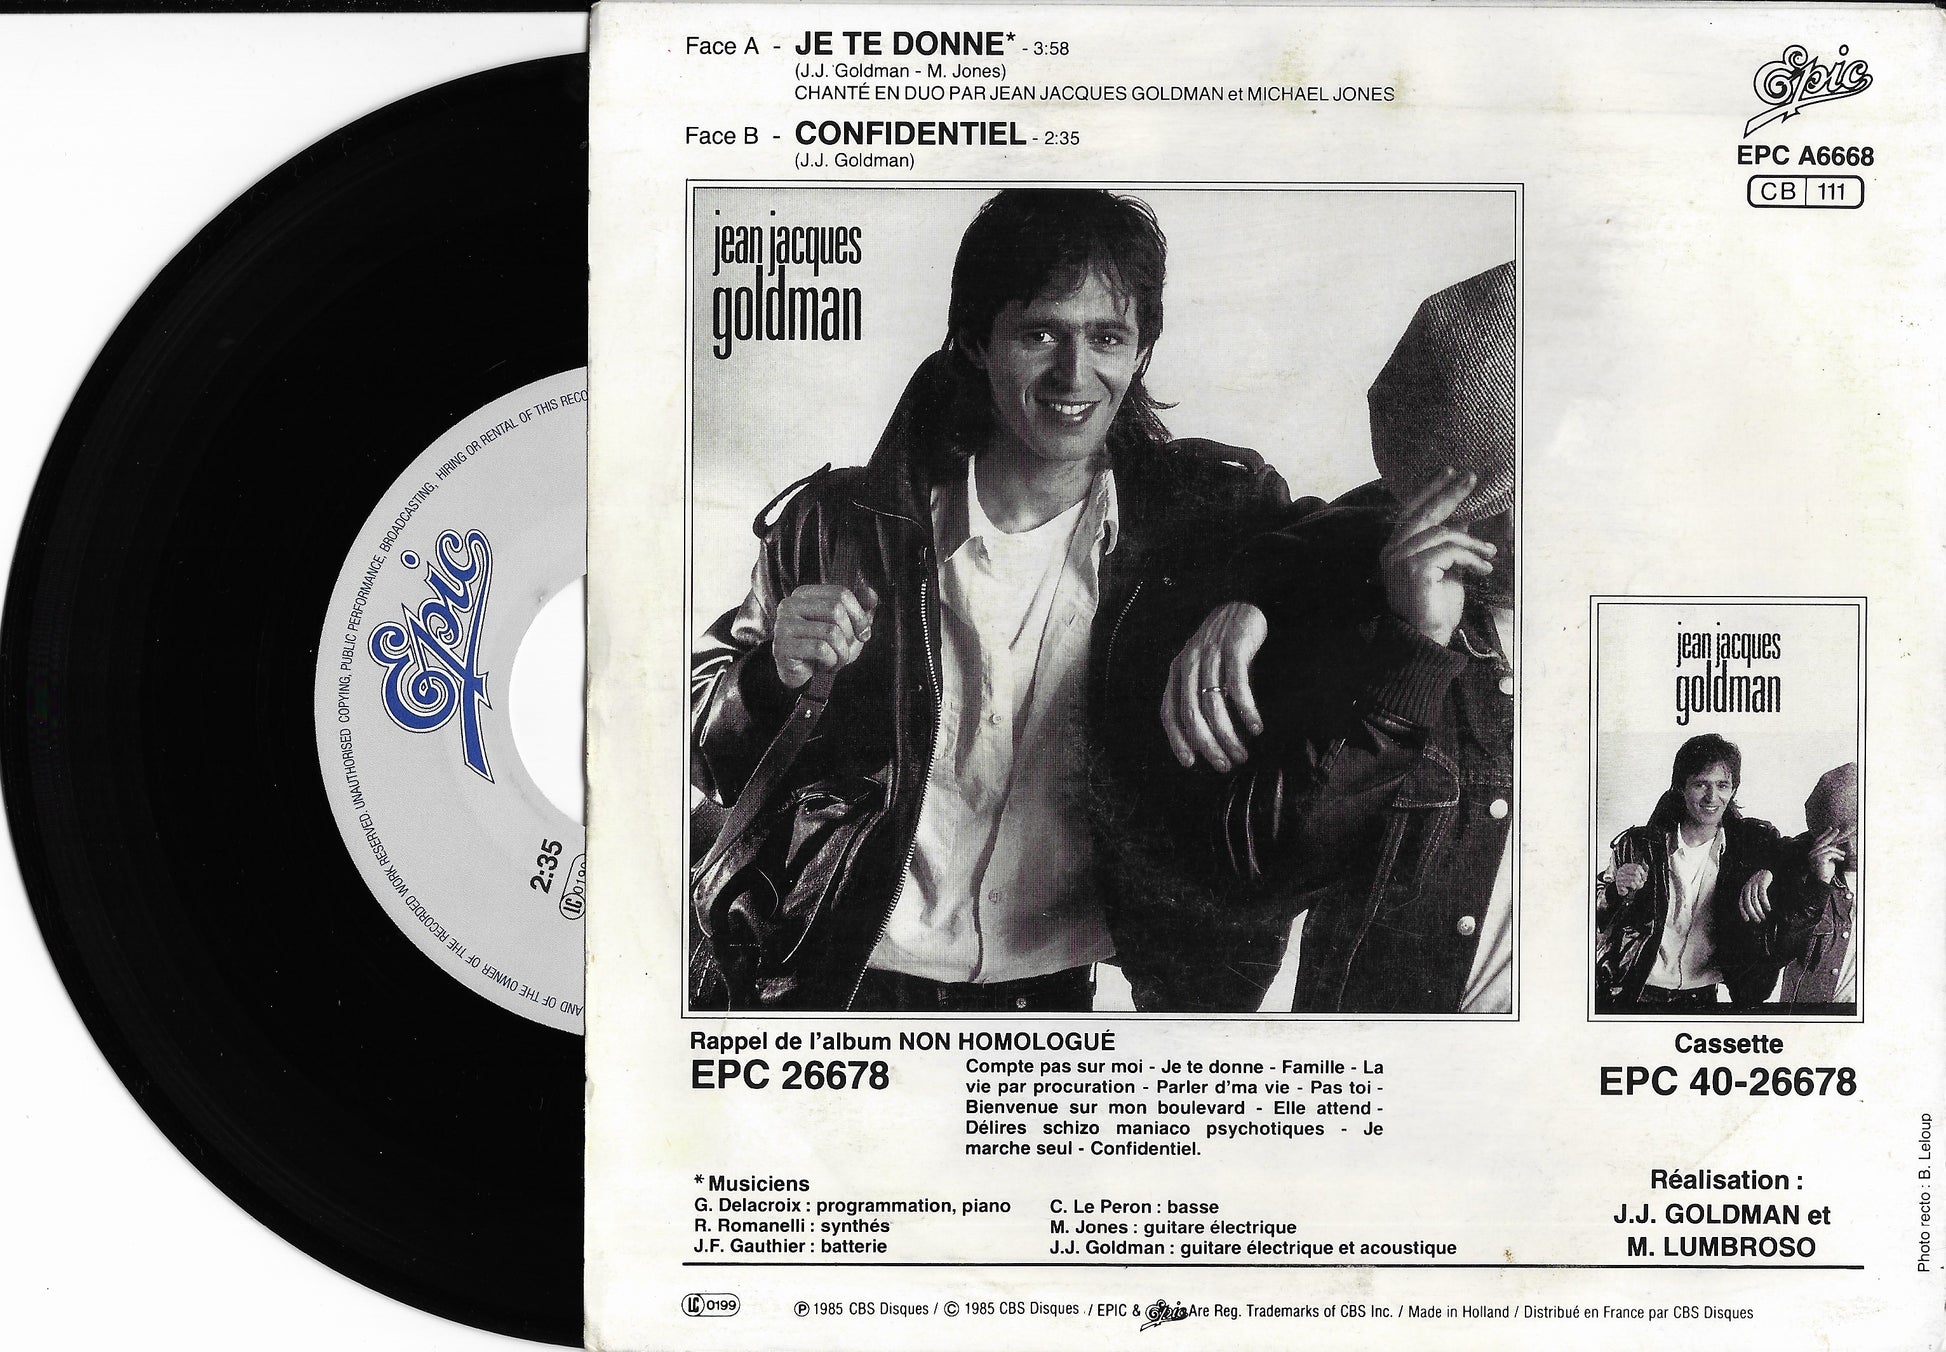 Face A - JE TE DONNE* - 3:58
(J.J. Goldman - M. Jones)
CHANTÉ EN DUO PAR JEAN JACQUES GOLDMAN et MICHAEL JONES
Face B - CONFIDENTIEL - 2:35
(J.J. Goldman)
Epic
EPC A6668
CB 111
jean jacques
goldman
jean jacques
goldman
Rappel de l'album NON HOMOLOGUÉ
EPC 26678
Compte pas sur moi - Je te donne - Famille - La
vie par procuration - Parler d'ma vie - Pas toi -
Bienvenue sur mon boulevard - Elle attend -
Délires schizo maniaco psychotiques - Je
marche seul - Confidentiel.
Cassette
EPC 40-26678
*Musiciens
G. Delacroix : programmation, piano
R. Romanelli : synthés
J.F. Gauthier : batterie
C. Le Peron : basse
M. Jones : guitare électrique
J.J. Goldman : guitare électrique et acoustique
Réalisation :
J.J. GOLDMAN et
M. LUMBROSO
Photo recto : B. Leloup
LC 0199
℗ 1985 CBS Disques / © 1985 CBS Disques / EPIC & Epic Are Reg. Trademarks of CBS Inc. / Made in Holland / Distribué en France par CBS Disques
AND OF THE OWNER OF THE RECORDED WORK RESERVED. UNAUTHORISED COPYING, PUBLIC PERFORMANCE, BROADCASTING, HIRING OR RENTAL OF THIS RECO
Epic
2:35
LC 0199